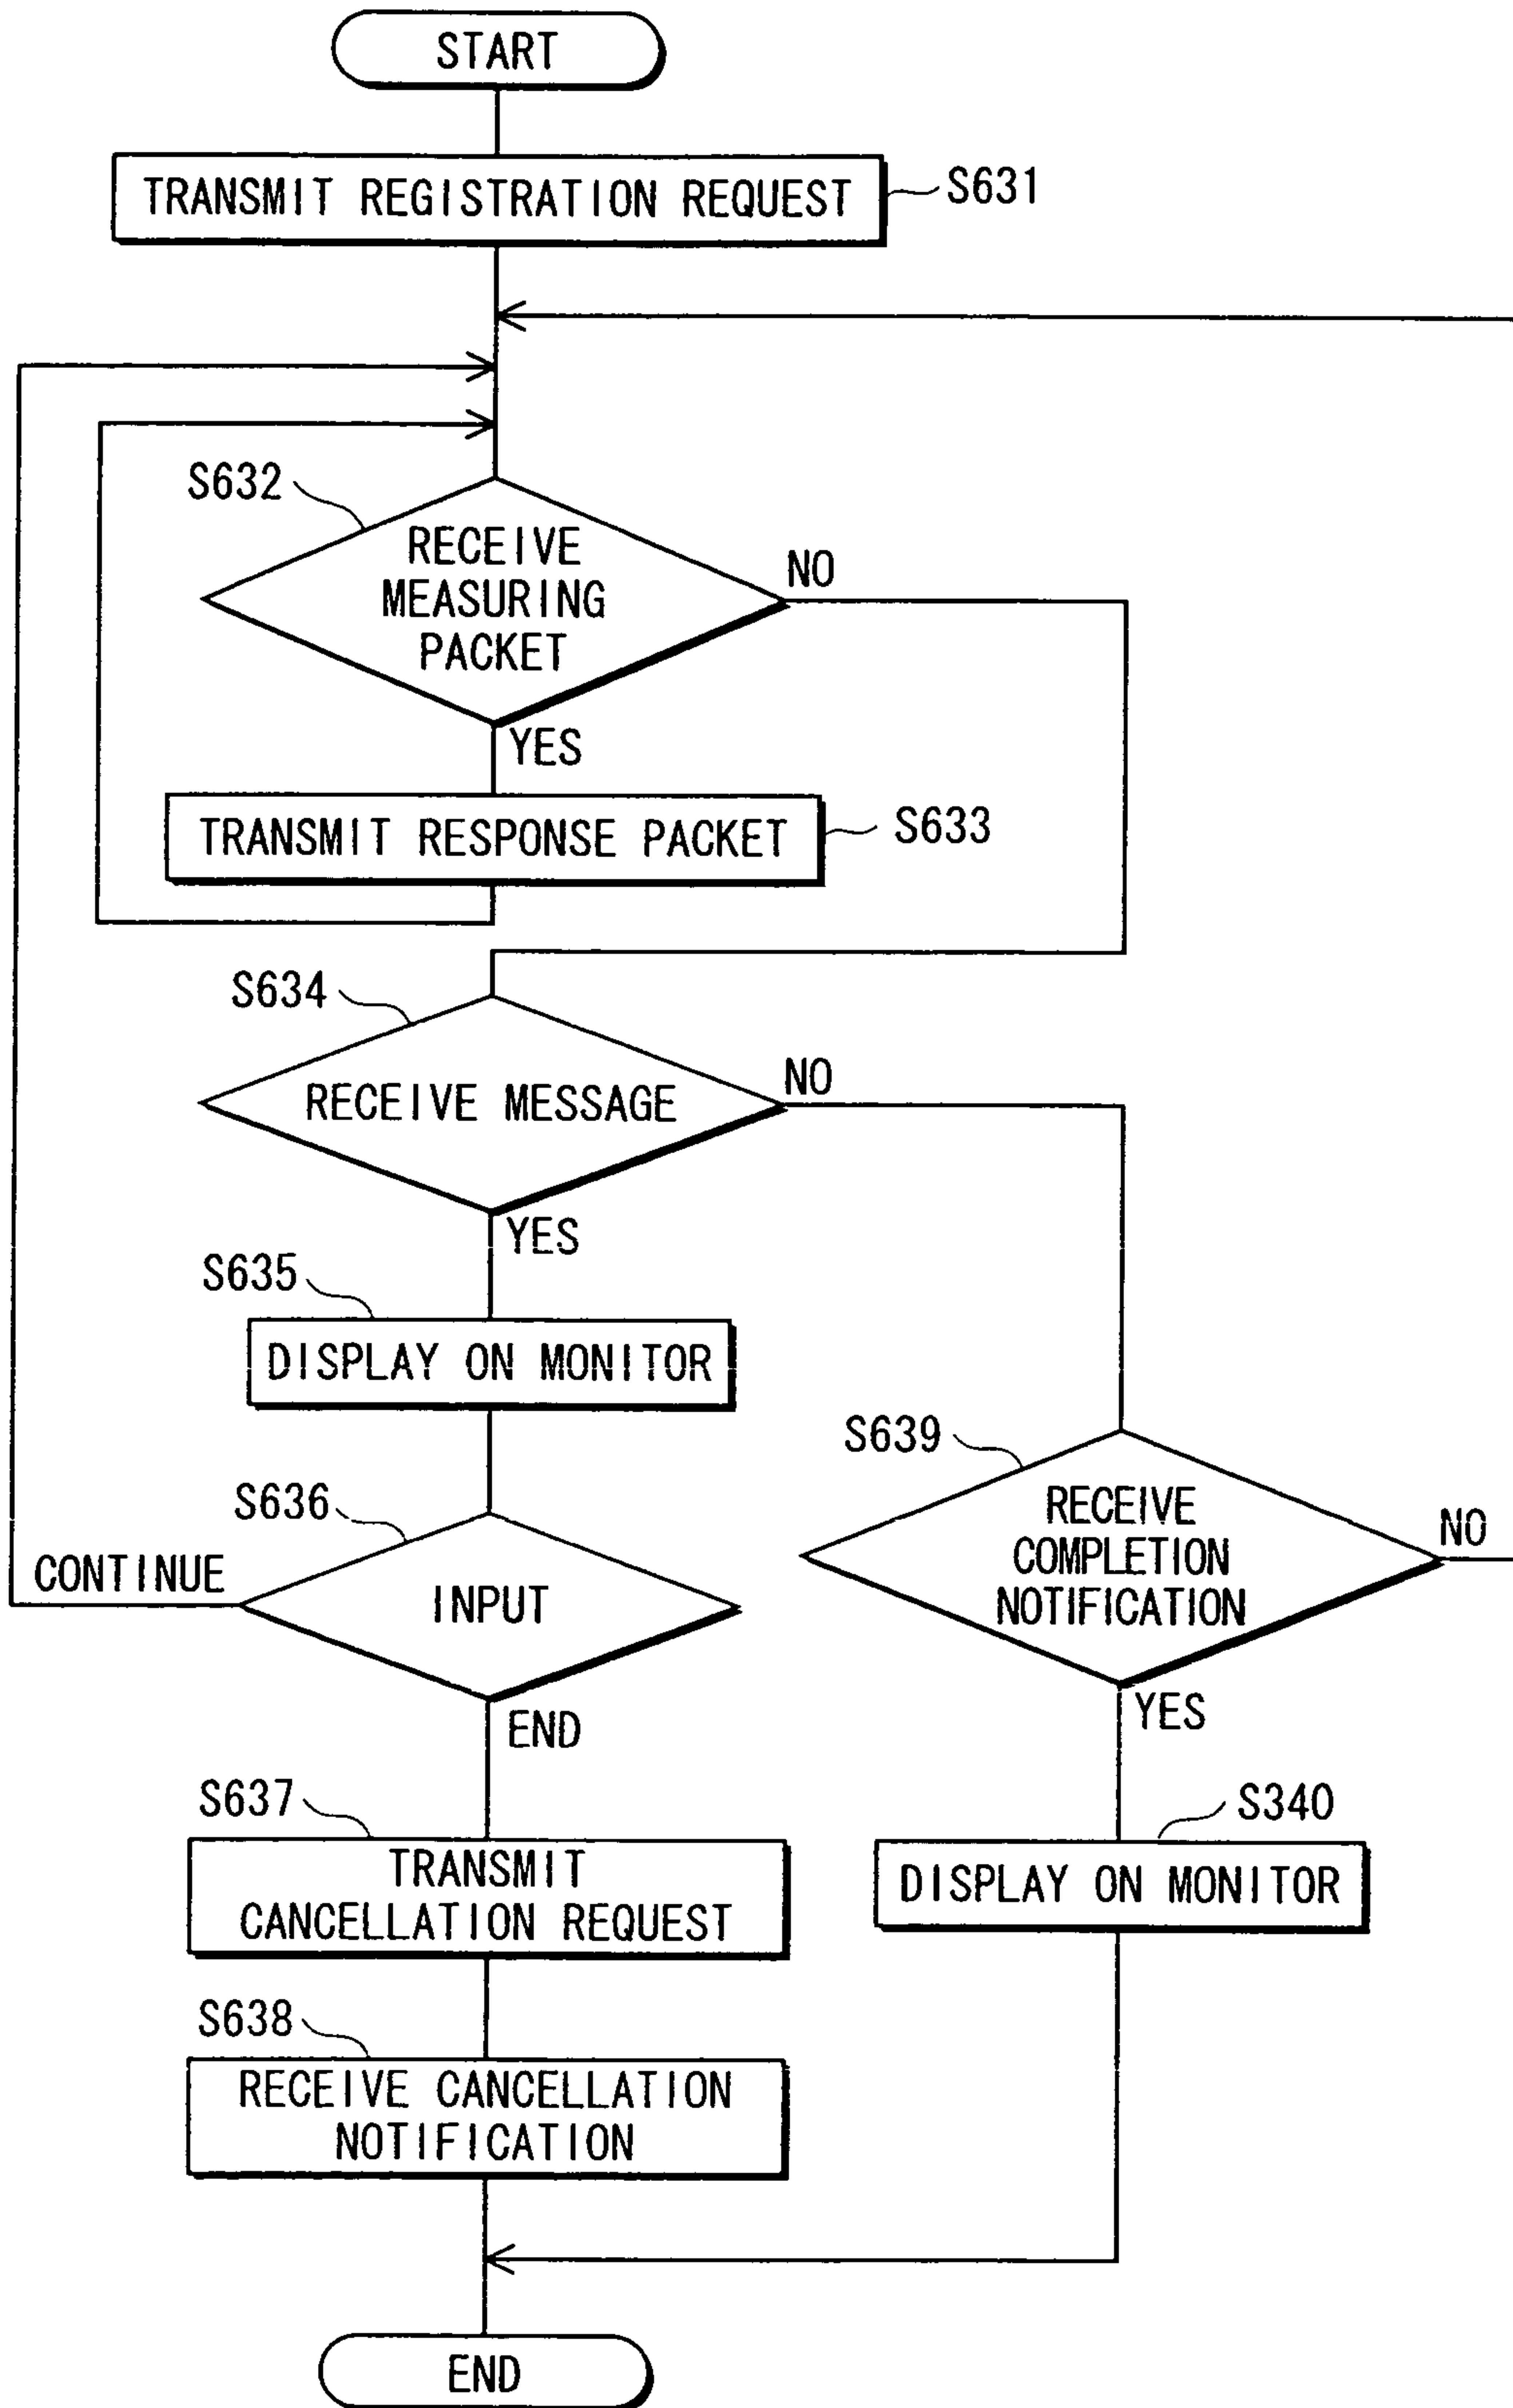 START
TRANSMIT REGISTRATION REQUEST
S631
S632
RECEIVE
MEASURING
PACKET
NO
YES
TRANSMIT RESPONSE PACKET
S633
S634
RECEIVE MESSAGE
NO
YES
S635
DISPLAY ON MONITOR
S636
INPUT
CONTINUE
END
S639
RECEIVE
COMPLETION
NOTIFICATION
NO
YES
S637
TRANSMIT
CANCELLATION REQUEST
S340
DISPLAY ON MONITOR
S638
RECEIVE CANCELLATION
NOTIFICATION
END